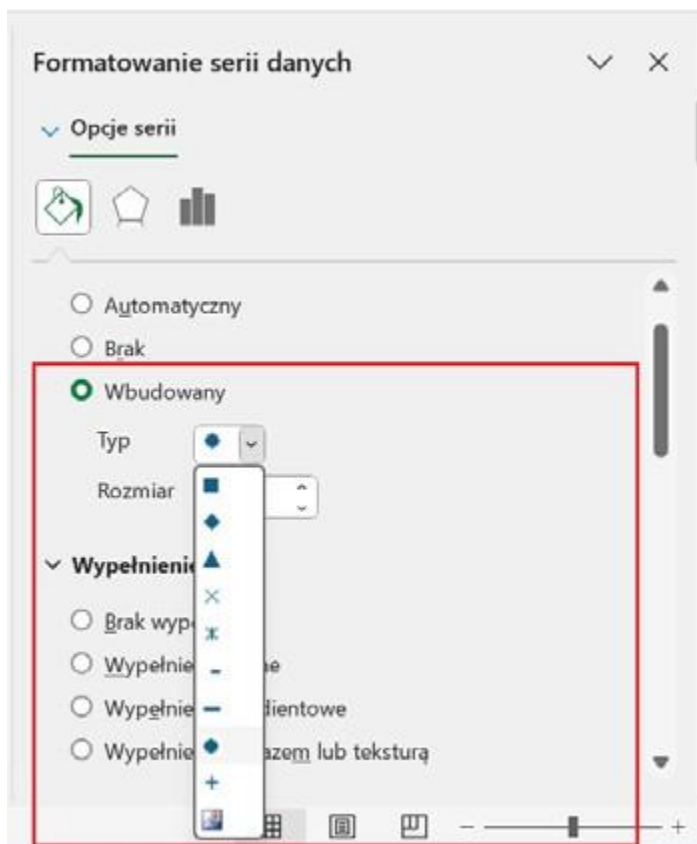 Formatowanie serii danych
Opcje serii
Automatyczny
Brak
Wbudowany
Typ
Rozmiar
Wypełnienie
Brak
Wypełnie
Wypełnie dientowe
Wypełnie azem lub teksturą